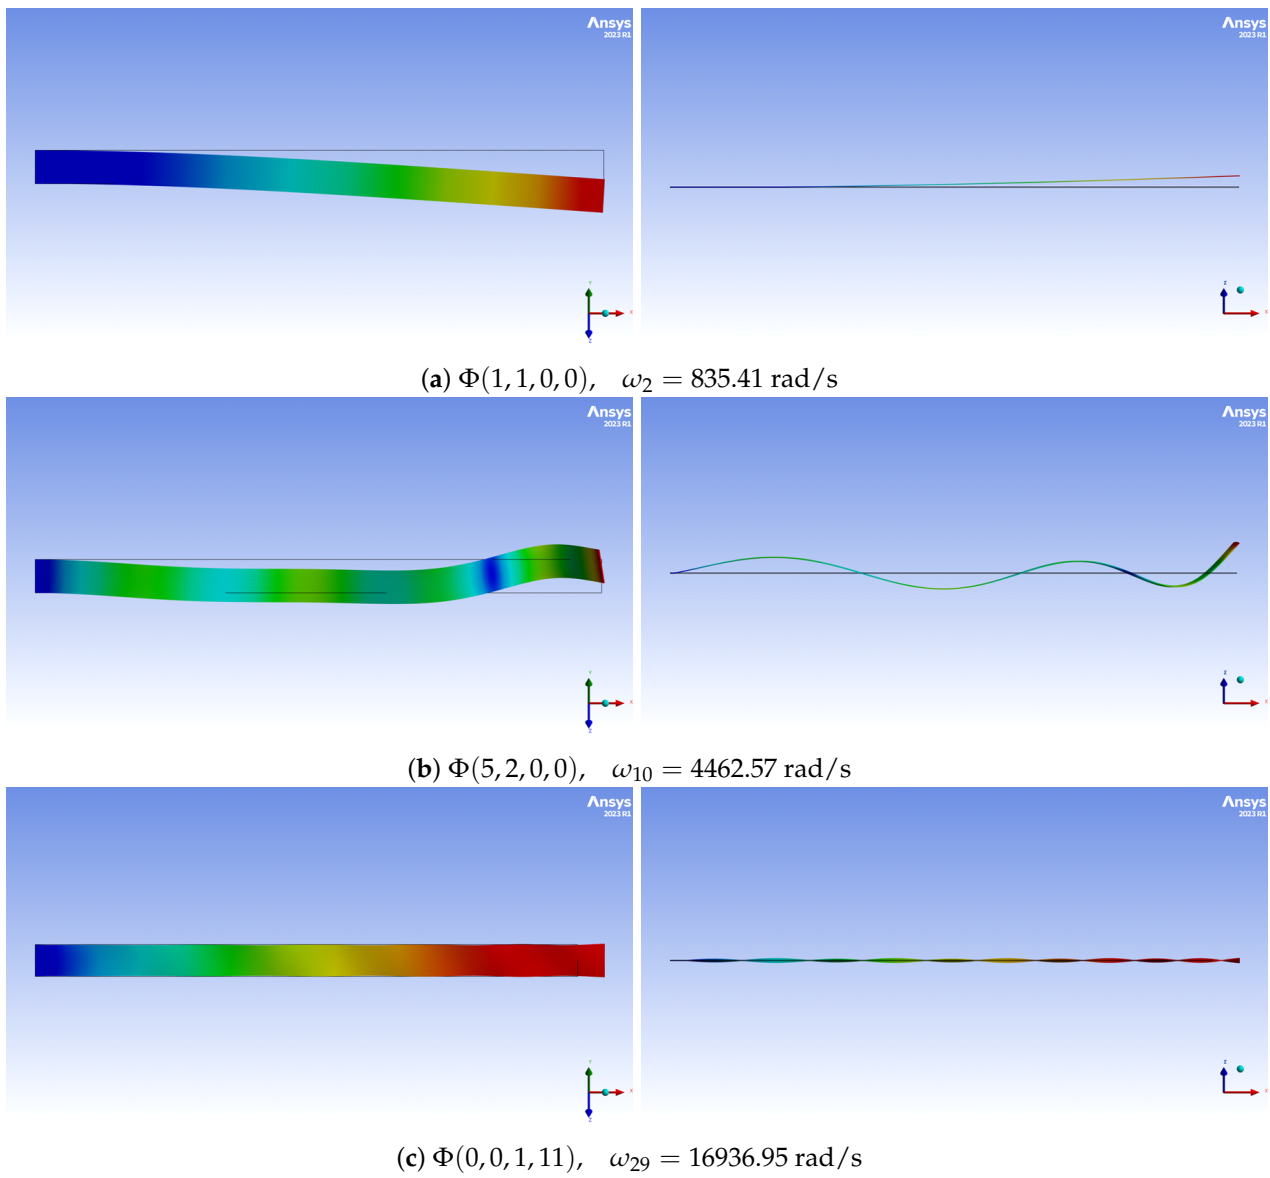 Ansys
2023 R1
Ansys
2023 R1
Y
X
Z
Z
X
(a) Φ(1, 1, 0, 0), ω₂ = 835.41 rad/s
Ansys
2023 R1
Ansys
2023 R1
Y
X
Z
Z
X
(b) Φ(5, 2, 0, 0), ω₁₀ = 4462.57 rad/s
Ansys
2023 R1
Ansys
2023 R1
Y
X
Z
Z
X
(c) Φ(0, 0, 1, 11), ω₂₉ = 16936.95 rad/s